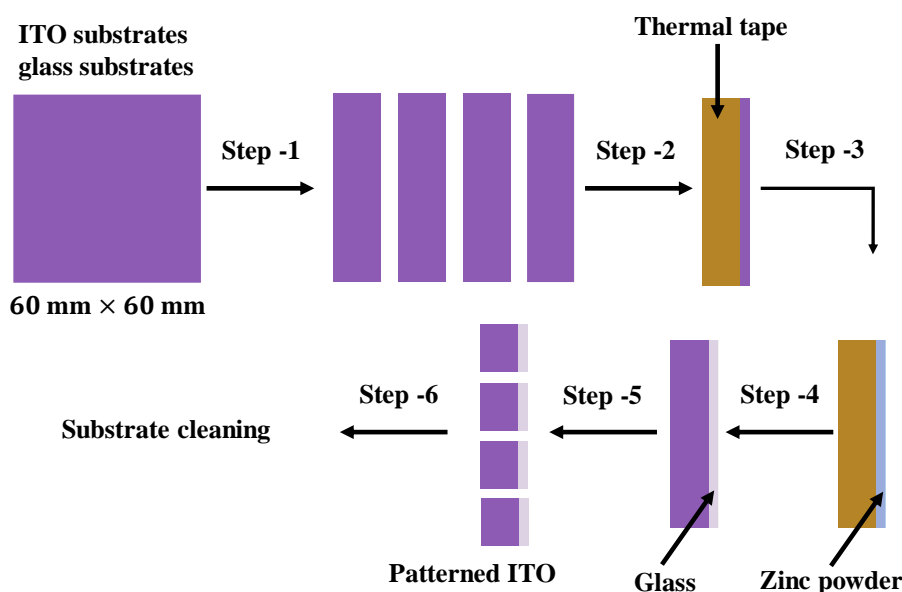 ITO substrates
glass substrates
Thermal tape
Step -1
Step -2
Step -3
60 mm × 60 mm
Step -6
Step -5
Step -4
Substrate cleaning
Patterned ITO
Glass
Zinc powder